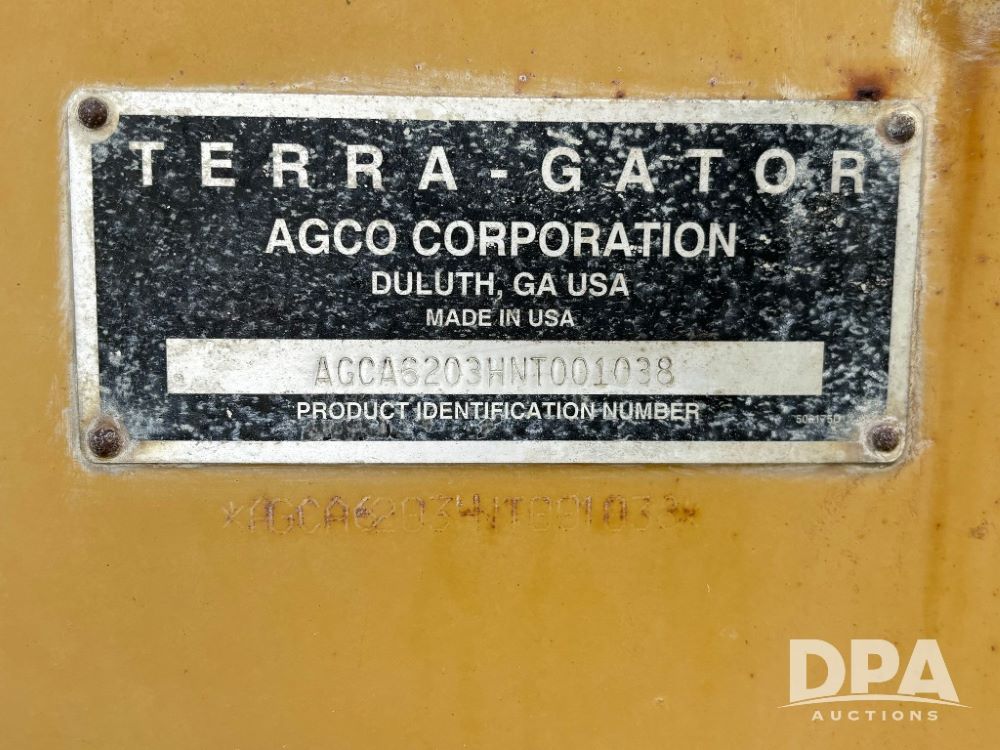 TERRA-GATOR
AGCO CORPORATION
DULUTH, GA USA
MADE IN USA
AGCA6203HNT001038
PRODUCT IDENTIFICATION NUMBER
DPA
AUCTIONS